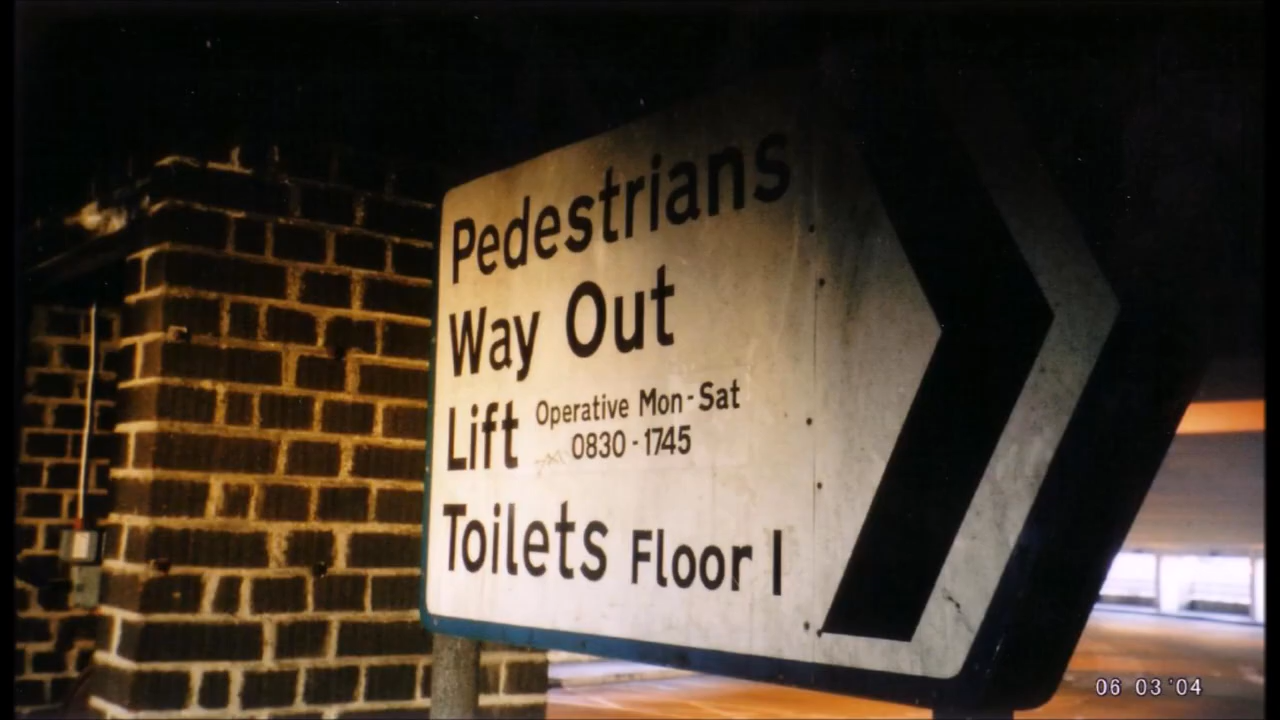 Pedestrians
Way Out
Lift Operative Mon-Sat
0830-1745
Toilets Floor 1
06 03 '04